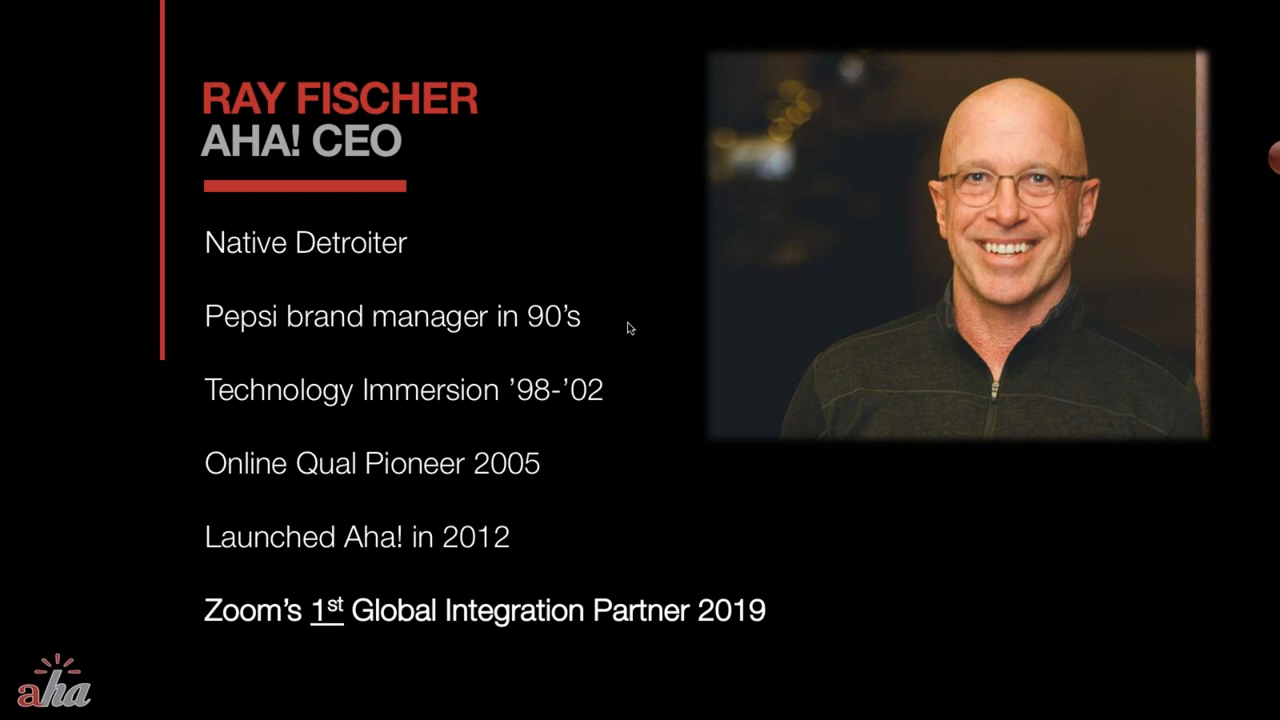 RAY FISCHER
AHA! CEO
Native Detroiter
Pepsi brand manager in 90’s
Technology Immersion ’98-’02
Online Qual Pioneer 2005
Launched Aha! in 2012
Zoom’s 1st Global Integration Partner 2019
aha